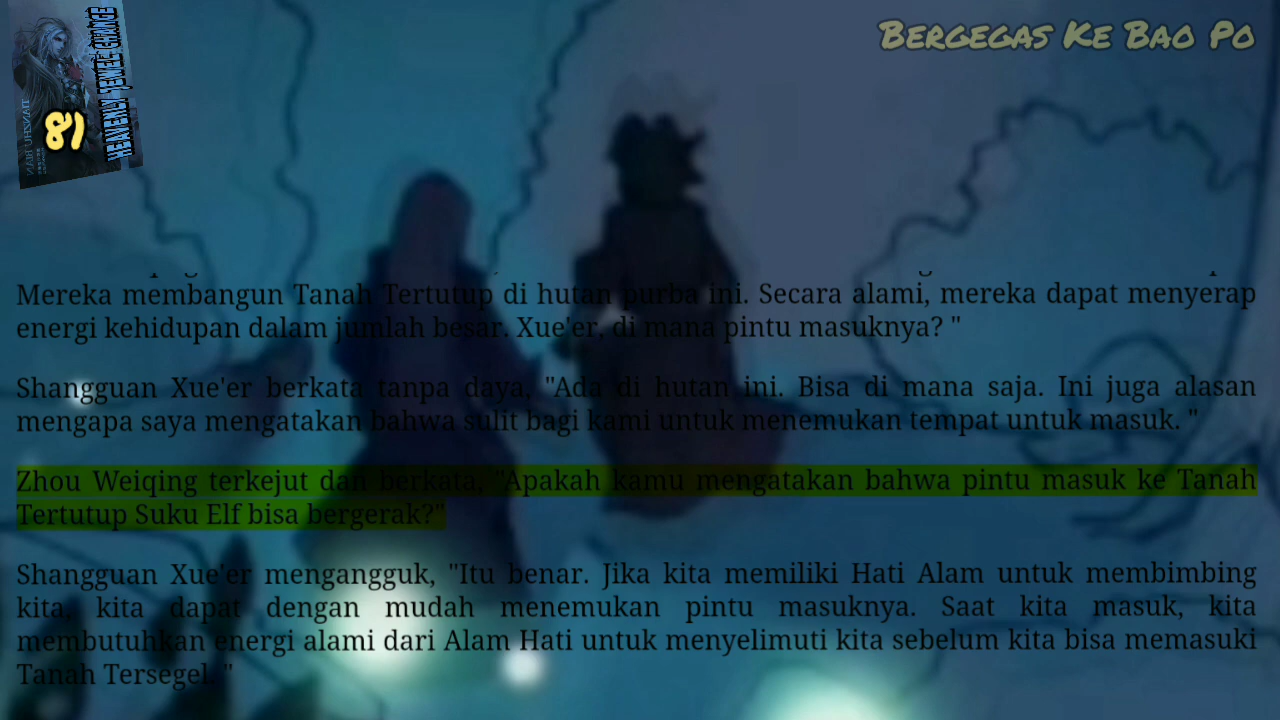 Bergegas Ke Bao Po
HEAVENLY JEWEL CHANGE
81
Mereka membangun Tanah Tertutup di hutan purba ini. Secara alami, mereka dapat menyerap
energi kehidupan dalam jumlah besar. Xue'er, di mana pintu masuknya? "
Shangguan Xue'er berkata tanpa daya, "Ada di hutan ini. Bisa di mana saja. Ini juga alasan
mengapa saya mengatakan bahwa sulit bagi kami untuk menemukan tempat untuk masuk. "
Zhou Weiqing terkejut dan berkata, "Apakah kamu mengatakan bahwa pintu masuk ke Tanah
Tertutup Suku Elf bisa bergerak?"
Shangguan Xue'er mengangguk, "Itu benar. Jika kita memiliki Hati Alam untuk membimbing
kita, kita dapat dengan mudah menemukan pintu masuknya. Saat kita masuk, kita
membutuhkan energi alami dari Alam Hati untuk menyelimuti kita sebelum kita bisa memasuki
Tanah Tersegel. "